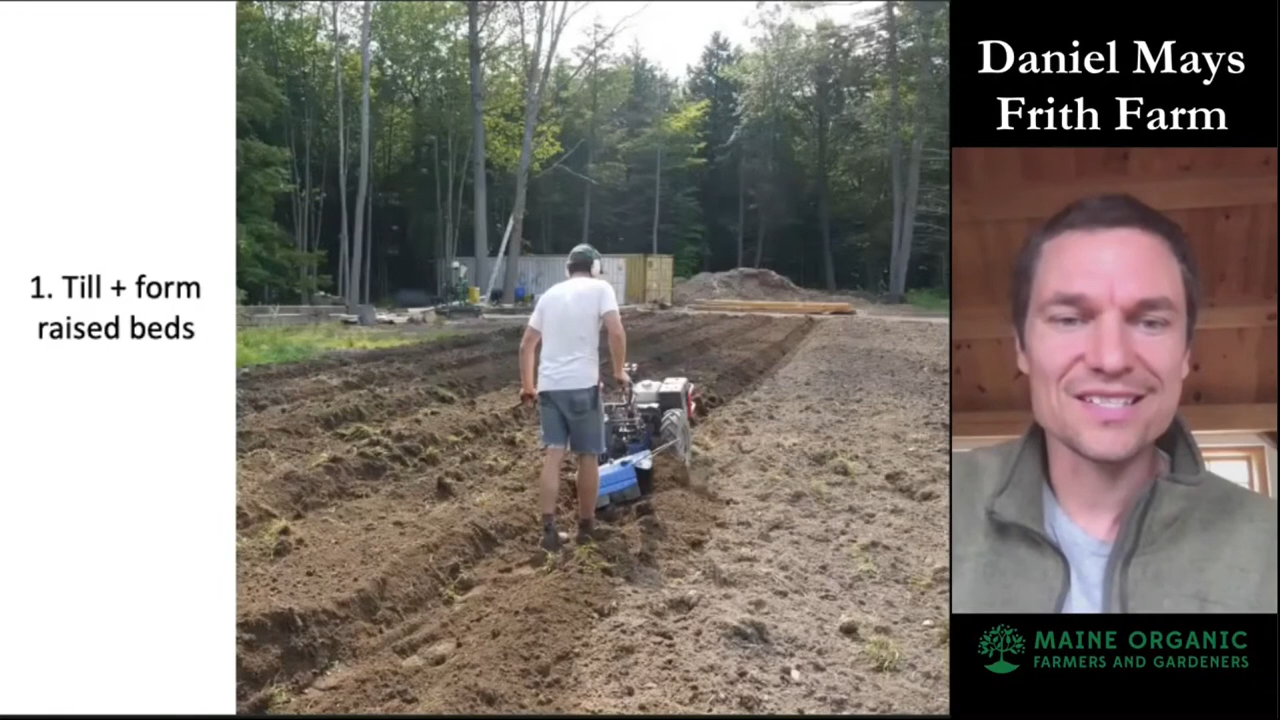 1. Till + form
raised beds
Daniel Mays
Frith Farm
MAINE ORGANIC
FARMERS AND GARDENERS